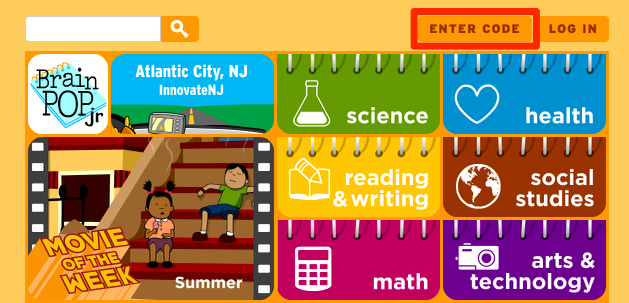 ENTER CODE
LOG IN
Brain
POP
jr
Atlantic City, NJ
InnovateNJ
science
health
reading
& writing
social
studies
MOVIE
OF THE
WEEK
Summer
math
arts &
technology